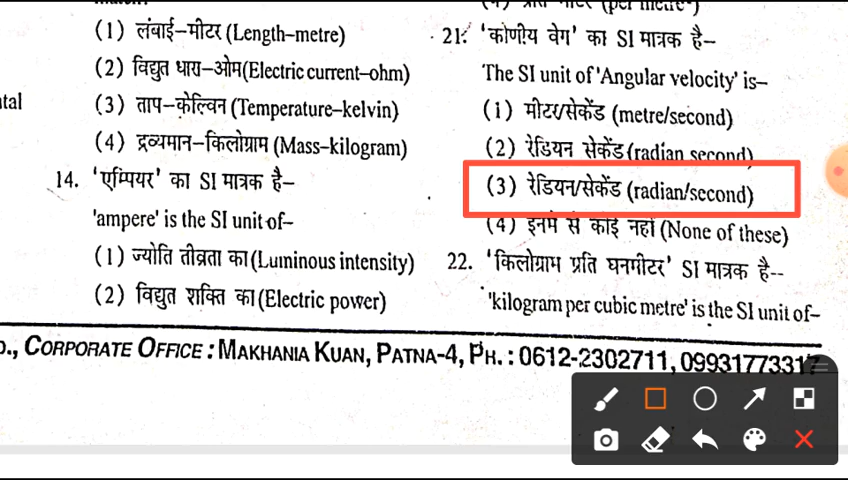 (1) लंबाई–मीटर (Length–metre)
(2) विद्युत धारा–ओम(Electric current–ohm)
(3) ताप–केल्विन (Temperature–kelvin)
(4) द्रव्यमान–किलोग्राम (Mass–kilogram)
14. 'एम्पियर' का SI मात्रक है–
'ampere' is the SI unit of–
(1) ज्योति तीव्रता का (Luminous intensity)
(2) विद्युत शक्ति का (Electric power)
(per metre)
21. 'कोणीय वेग' का SI मात्रक है–
The SI unit of 'Angular velocity' is–
(1) मीटर/सेकेंड (metre/second)
(2) रेडियन सेकेंड (radian second)
(3) रेडियन/सेकेंड (radian/second)
(4) इनमें से कोई नहीं (None of these)
22. 'किलोग्राम प्रति घनमीटर' SI मात्रक है--
'kilogram per cubic metre' is the SI unit of–
CORPORATE OFFICE : MAKHANIA KUAN, PATNA-4, PH. : 0612-2302711, 09931773317